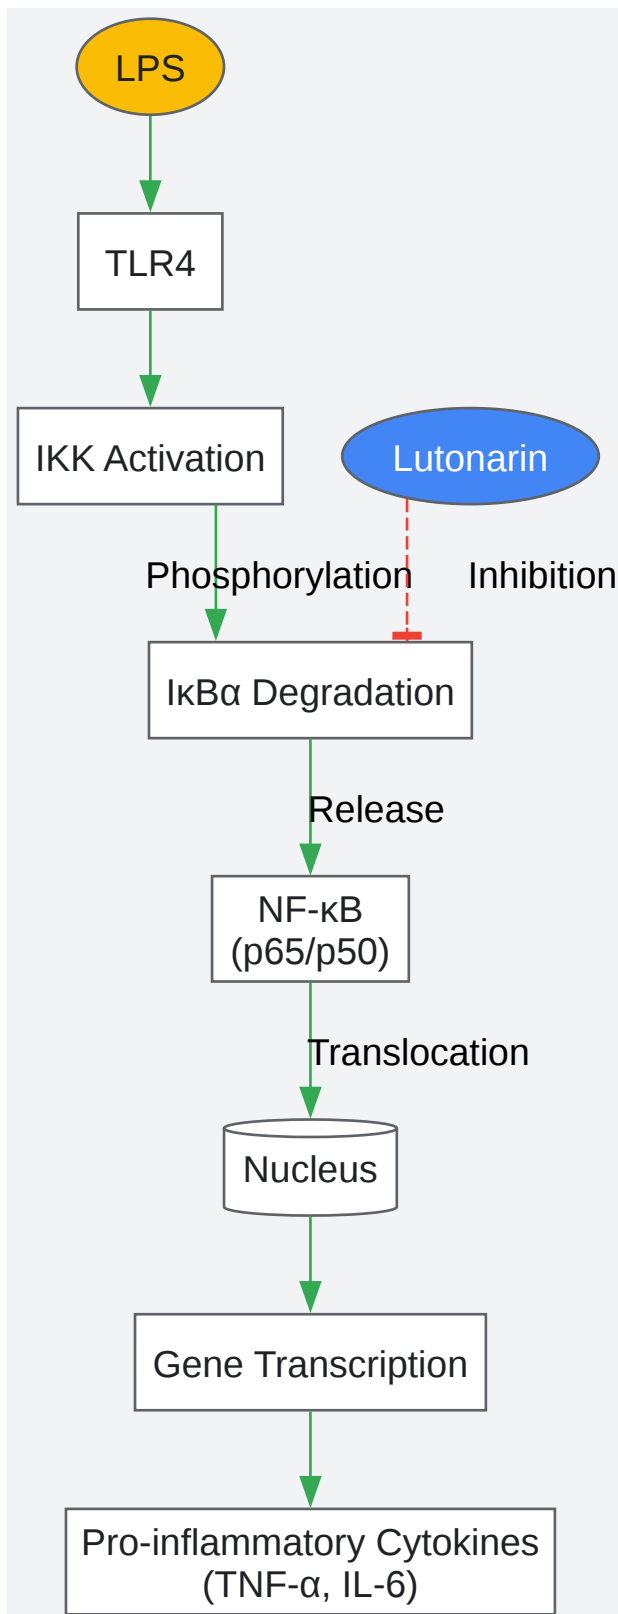 LPS
TLR4
IKK Activation
Lutonarin
Phosphorylation
Inhibition
IκBα Degradation
Release
NF-κB
(p65/p50)
Translocation
Nucleus
Gene Transcription
Pro-inflammatory Cytokines
(TNF-α, IL-6)